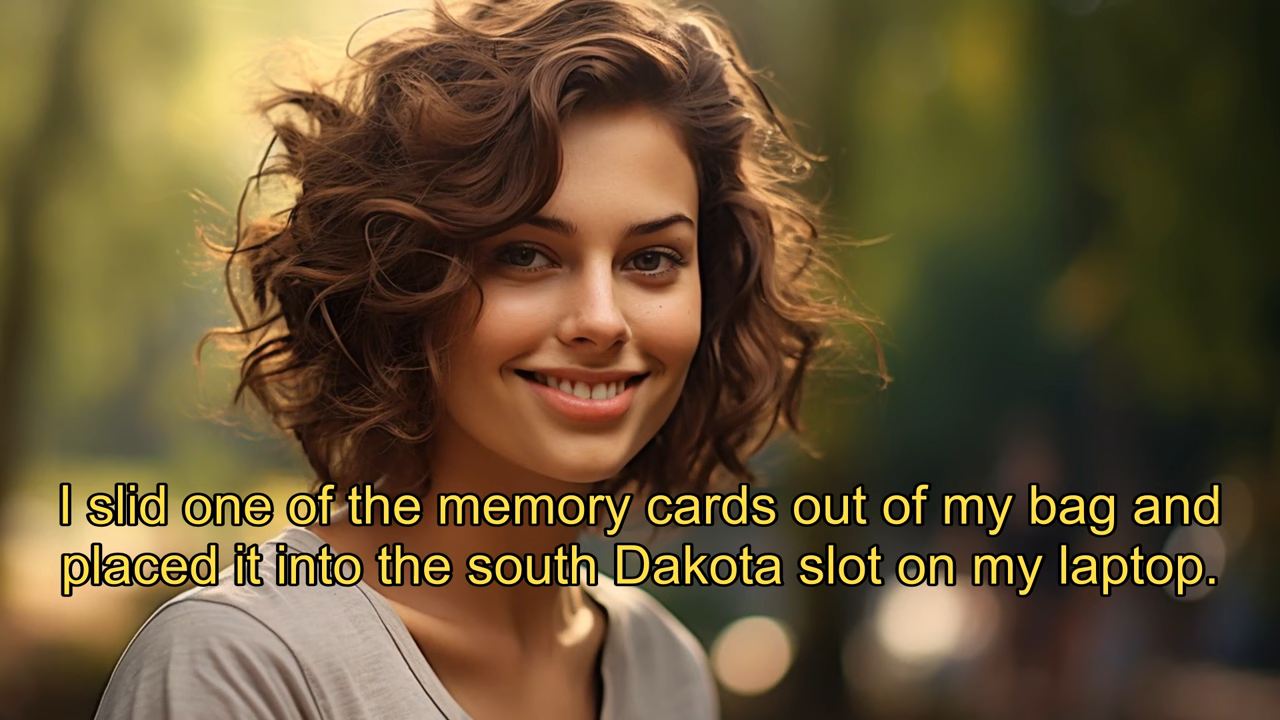 I slid one of the memory cards out of my bag and
placed it into the south Dakota slot on my laptop.